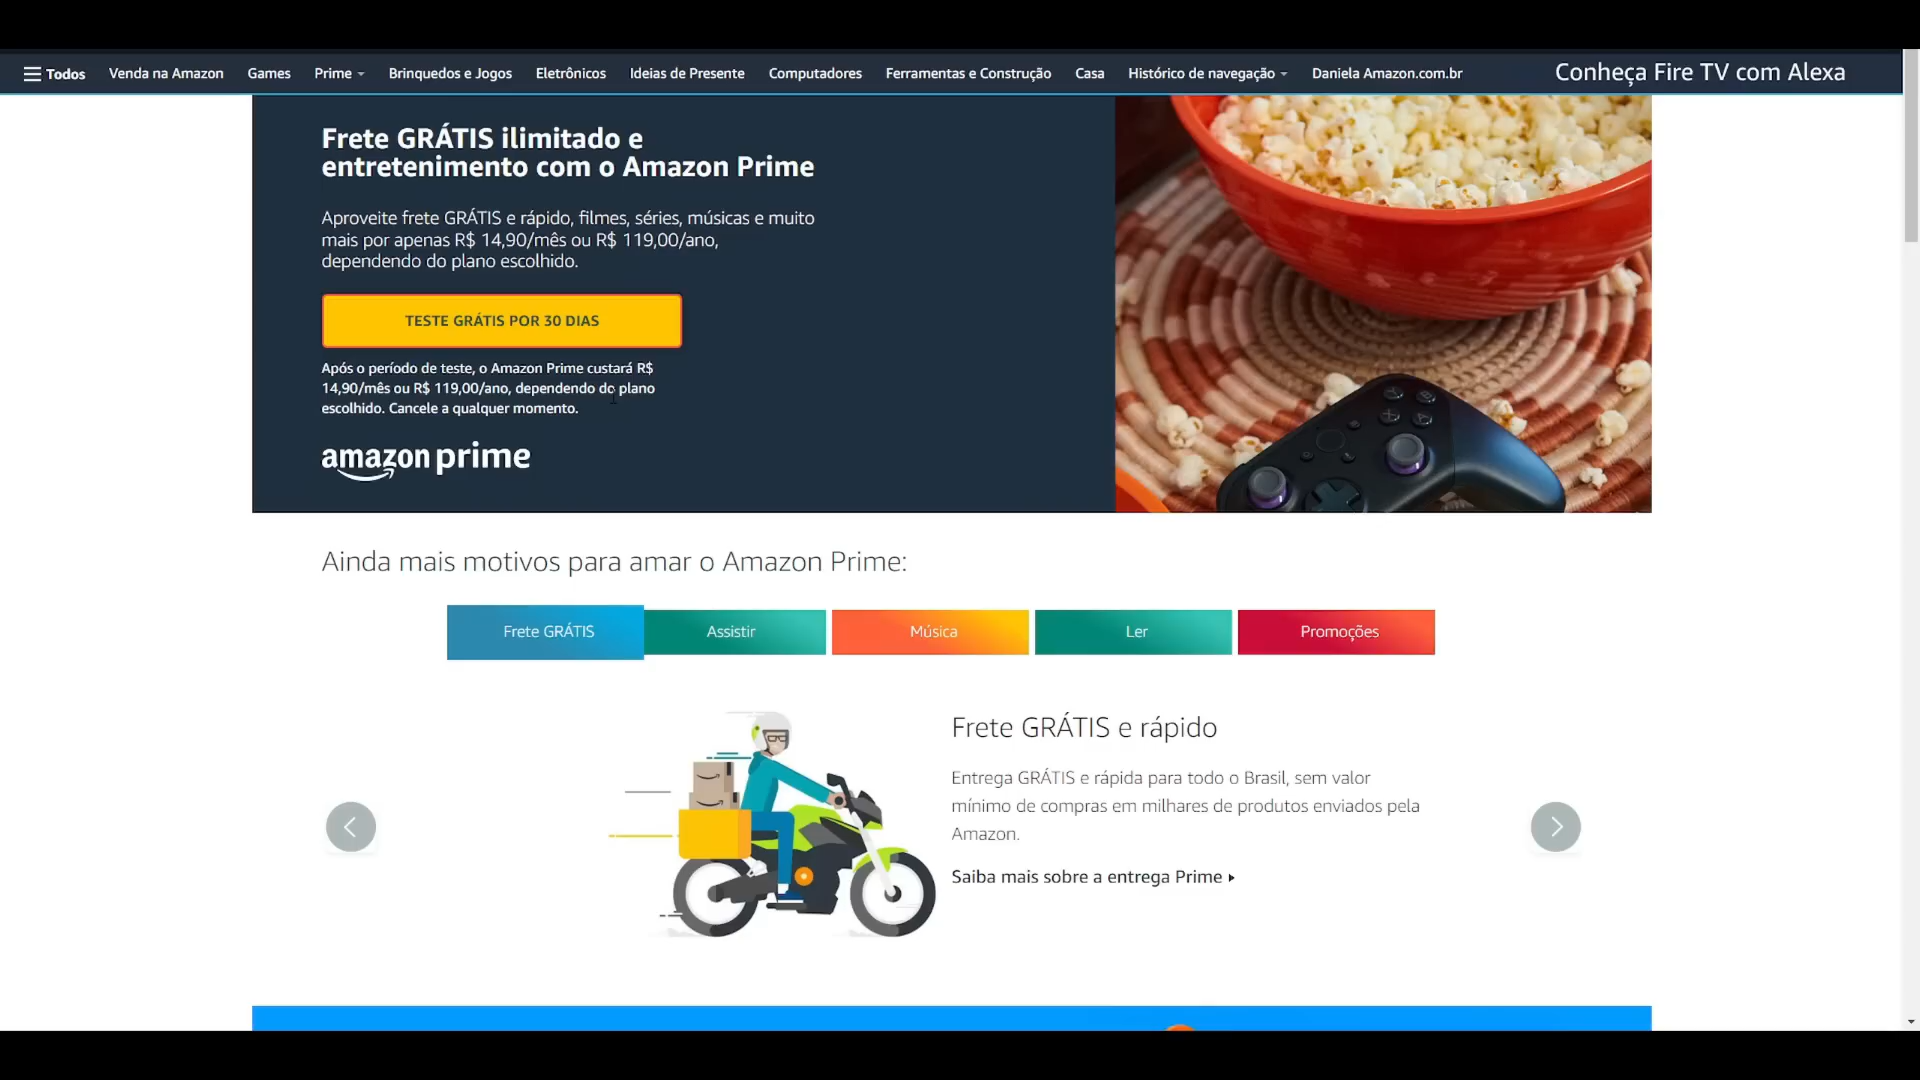 Todos Venda na Amazon Games Prime Brinquedos e Jogos Eletrônicos Ideias de Presente Computadores Ferramentas e Construção Casa Histórico de navegação Daniela Amazon.com.br Conheça Fire TV com Alexa
Frete GRÁTIS ilimitado e
entretenimento com o Amazon Prime
Aproveite frete GRÁTIS e rápido, filmes, séries, músicas e muito
mais por apenas R$ 14,90/mês ou R$ 119,00/ano,
dependendo do plano escolhido.
TESTE GRÁTIS POR 30 DIAS
Após o período de teste, o Amazon Prime custará R$
14,90/mês ou R$ 119,00/ano, dependendo do plano
escolhido. Cancele a qualquer momento.
amazon prime
Ainda mais motivos para amar o Amazon Prime:
Frete GRÁTIS Assistir Música Ler Promoções
Frete GRÁTIS e rápido
Entrega GRÁTIS e rápida para todo o Brasil, sem valor
mínimo de compras em milhares de produtos enviados pela
Amazon.
Saiba mais sobre a entrega Prime